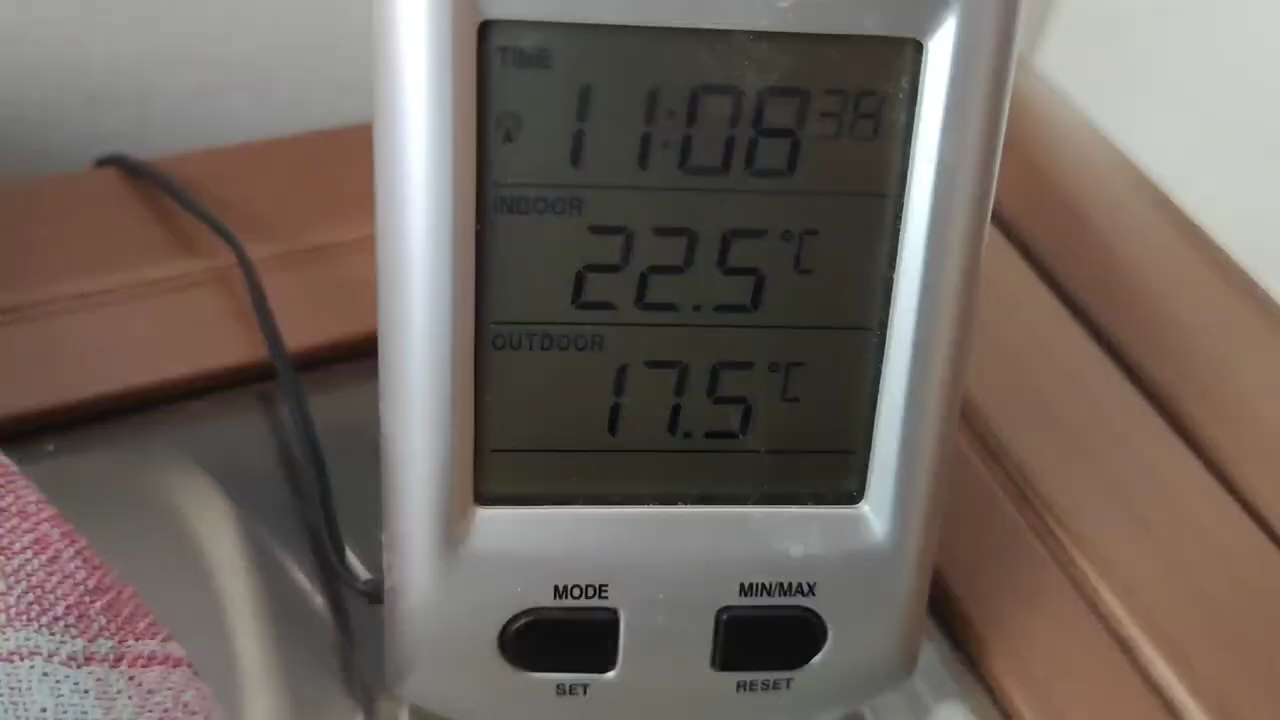 TIME
11:08 38
INDOOR
22.5°C
OUTDOOR
17.5°C
MODE MIN/MAX
SET RESET